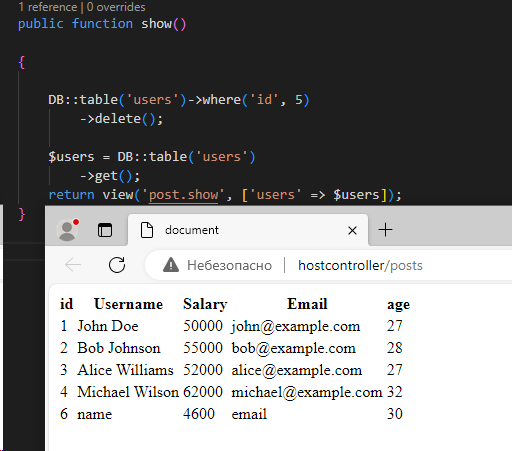 1 reference | 0 overrides
public function show()
{
DB::table('users')->where('id', 5)
->delete();
$users = DB::table('users')
->get();
return view('post.show', ['users' => $users]);
}
document
Небезопасно | hostcontroller/posts
id Username Salary Email age
1 John Doe 50000 john@example.com 27
2 Bob Johnson 55000 bob@example.com 28
3 Alice Williams 52000 alice@example.com 27
4 Michael Wilson 62000 michael@example.com 32
6 name 4600 email 30